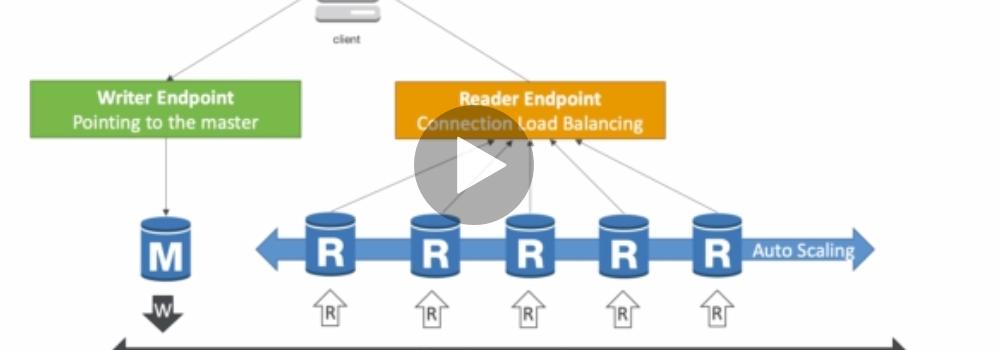 client
Writer Endpoint
Pointing to the master
Reader Endpoint
Connection Load Balancing
M
R
R
R
R
R
Auto Scaling
W
R
R
R
R
R